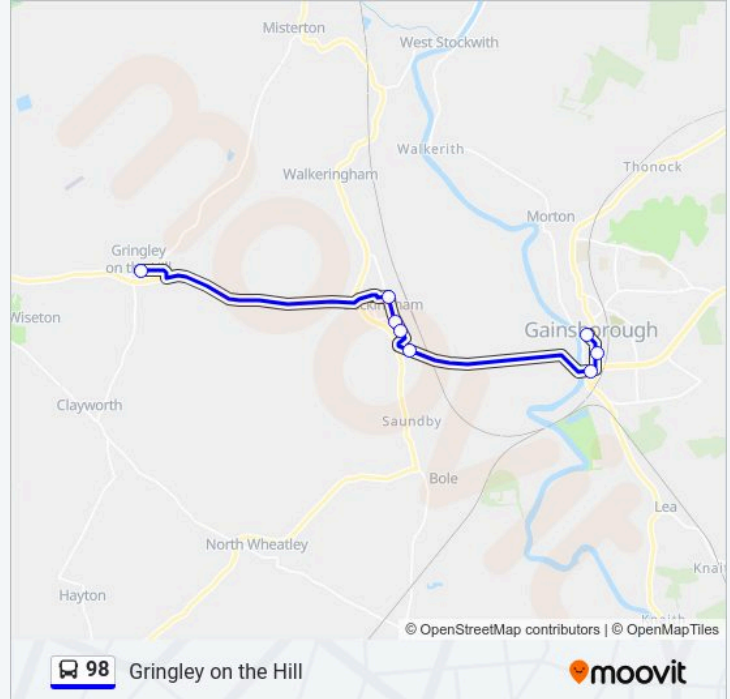 Misterton
West Stockwith
Walkerith
Thonock
Walkeringham
Morton
Gringley
on the Hill
Wiseton
Gainsborough
Clayworth
Saundby
Bole
Lea
North Wheatley
Hayton
© OpenStreetMap contributors | © OpenMapTiles
98 Gringley on the Hill
moovit